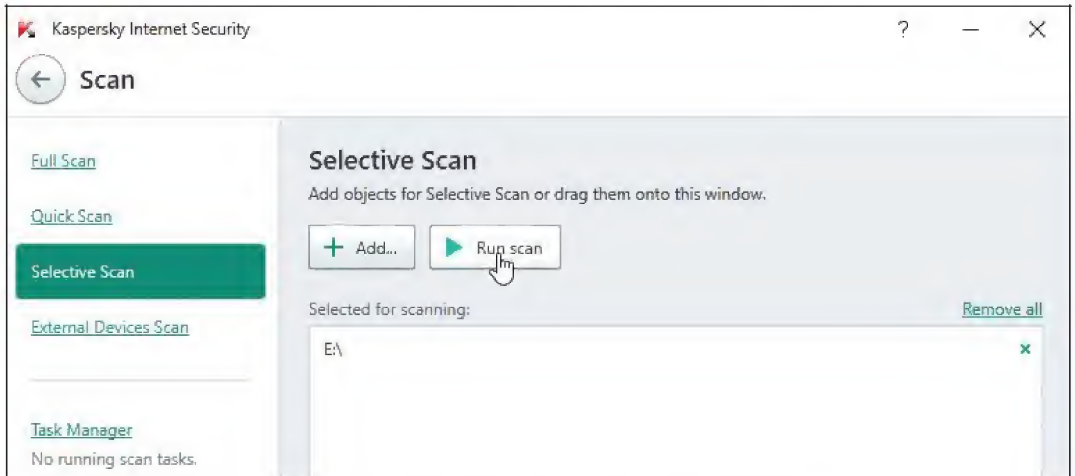 Kaspersky Internet Security
?
Scan
Full Scan
Quick Scan
Selective Scan
External Devices Scan
Task Manager
No running scan tasks.
Selective Scan
Add objects for Selective Scan or drag them onto this window.
Add... Run scan
Selected for scanning: Remove all
E:\